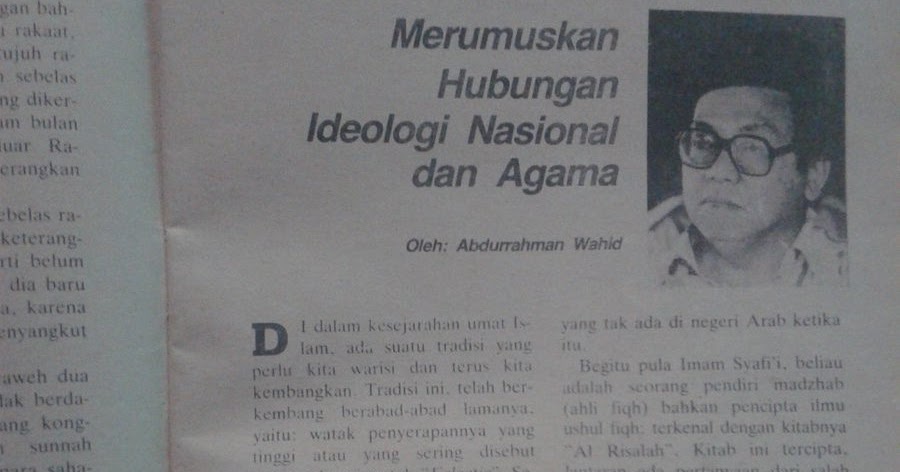 gan bah-
rakaat,
tujuh ra-
sebelas
ng diker-
am bulan
luar Ra-
erangkan
ebelas ra-
keterang-
rti belum
dia baru
a, karena
enyangkut
aweh dua
dak berda-
ang kong-
sunnah
para saha-
Merumuskan
Hubungan
Ideologi Nasional
dan Agama
Oleh: Abdurrahman Wahid
DI dalam kesejarahan umat Is-
lam, ada suatu tradisi yang
perlu kita warisi dan terus kita
kembangkan. Tradisi ini, telah ber-
kembang berabad-abad lamanya,
yaitu: watak penyerapannya yang
tinggi atau yang sering disebut
yang tak ada di negeri Arab ketika
itu.
Begitu pula Imam Syafi'i, beliau
adalah seorang pendiri madzhab
(ahli fiqh) bahkan pencipta ilmu
ushul fiqh: terkenal dengan kitabnya
"Al Risalah". Kitab ini tercipta,